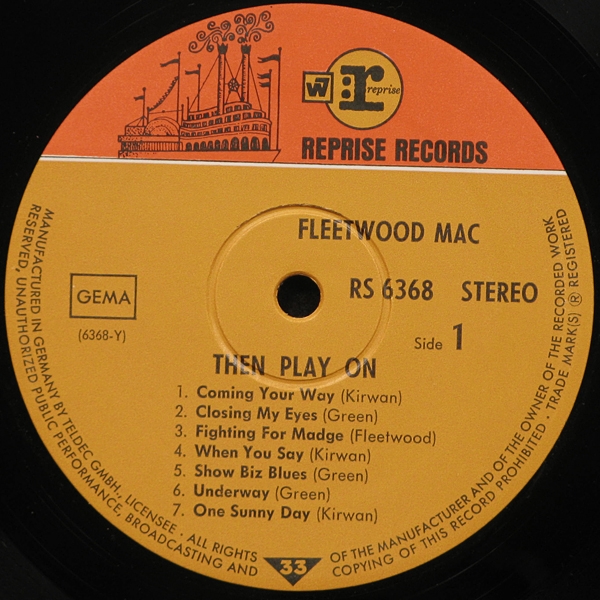 W
r
reprise
REPRISE RECORDS
FLEETWOOD MAC
RS 6368 STEREO
Side 1
GEMA
(6368-Y)
THEN PLAY ON
1. Coming Your Way (Kirwan)
2. Closing My Eyes (Green)
3. Fighting For Madge (Fleetwood)
4. When You Say (Kirwan)
5. Show Biz Blues (Green)
6. Underway (Green)
7. One Sunny Day (Kirwan)
33
MANUFACTURED IN GERMANY BY TELDEC GMBH., LICENSEE · ALL RIGHTS OF THE MANUFACTURER AND OF THE OWNER OF THE RECORDED WORK
RESERVED, UNAUTHORIZED PUBLIC PERFORMANCE, BROADCASTING AND COPYING OF THIS RECORD PROHIBITED · TRADE MARK(S) ® REGISTERED